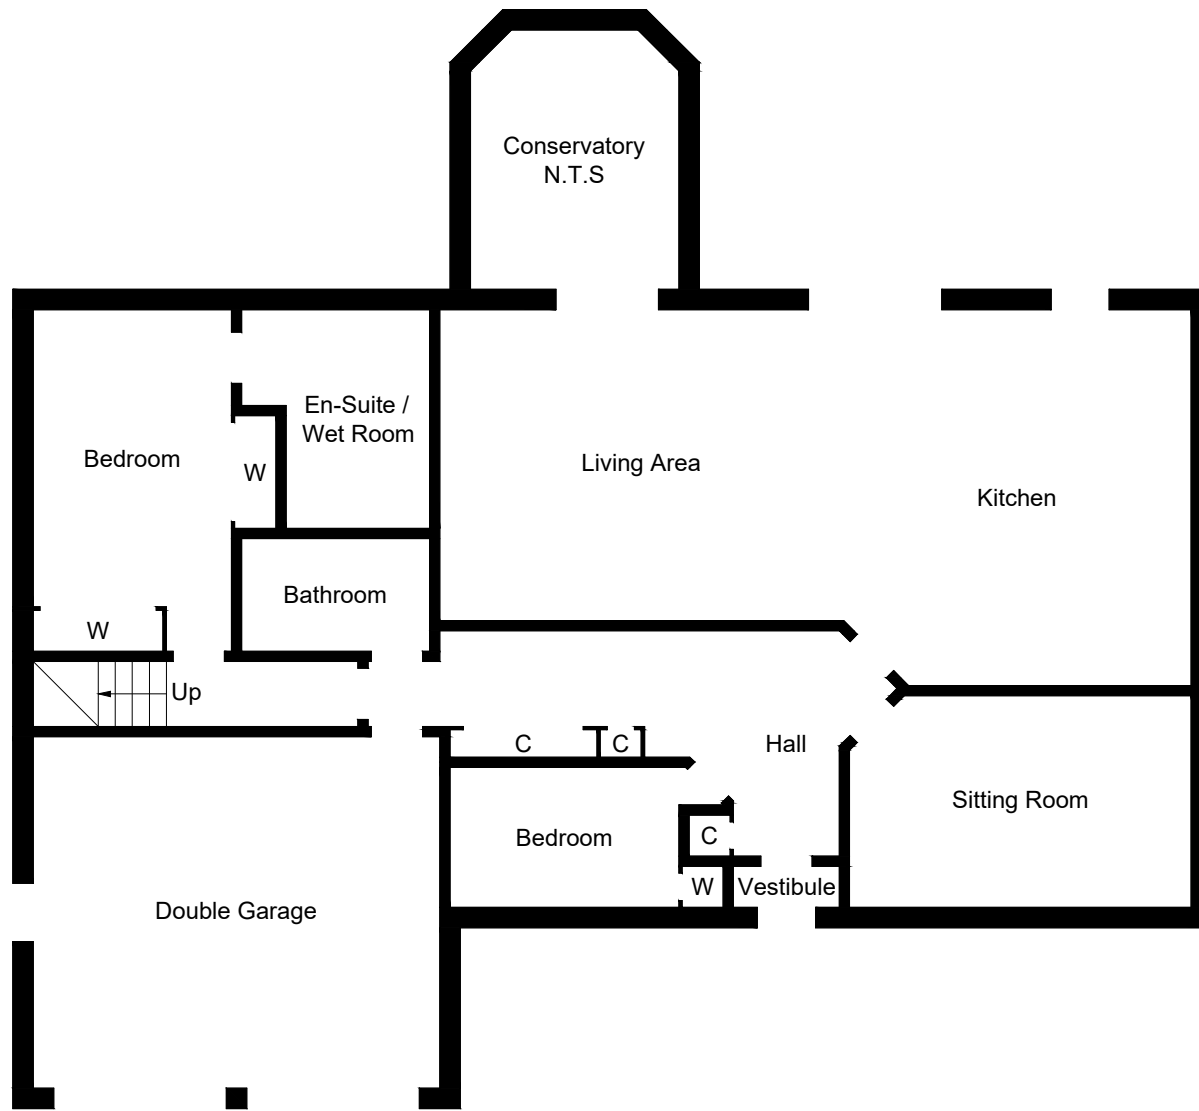 Conservatory
N.T.S
En-Suite /
Wet Room
Bedroom
W
Living Area
Kitchen
Bathroom
W
Up
C
C
Hall
Sitting Room
Bedroom
C
W
Vestibule
Double Garage